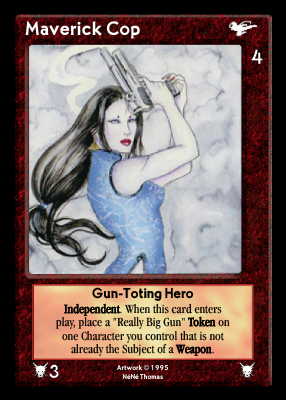 Maverick Cop
4
Gun-Toting Hero
Independent. When this card enters
play, place a "Really Big Gun" Token on
one Character you control that is not
already the Subject of a Weapon.
3
Artwork © 1995
NéNé Thomas